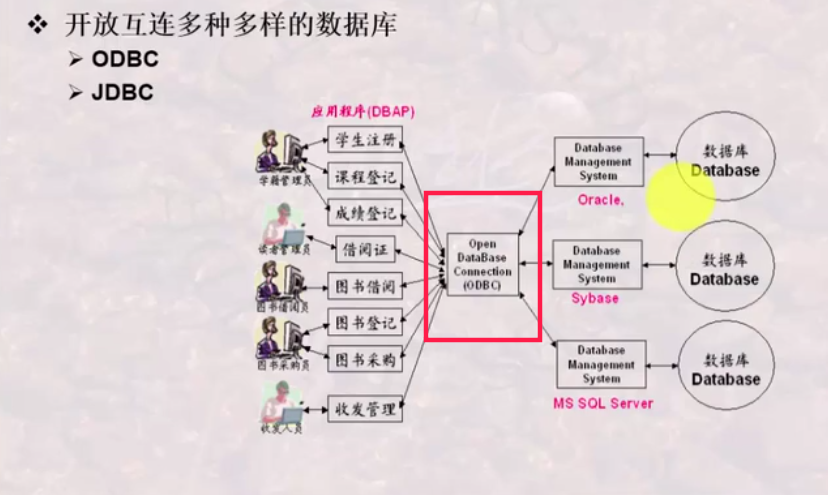 ❖ 开放互连多种多样的数据库
➢ ODBC
➢ JDBC
应用程序(DBAP)
学生注册
课程登记
成绩登记
借阅证
图书借阅
图书登记
图书采购
收发管理
学籍管理员
读者管理员
图书借阅员
图书采购员
收发人员
Open
DataBase
Connection
(ODBC)
Database
Management
System
Oracle,
数据库
Database
Database
Management
System
Sybase
数据库
Database
Database
Management
System
MS SQL Server
数据库
Database